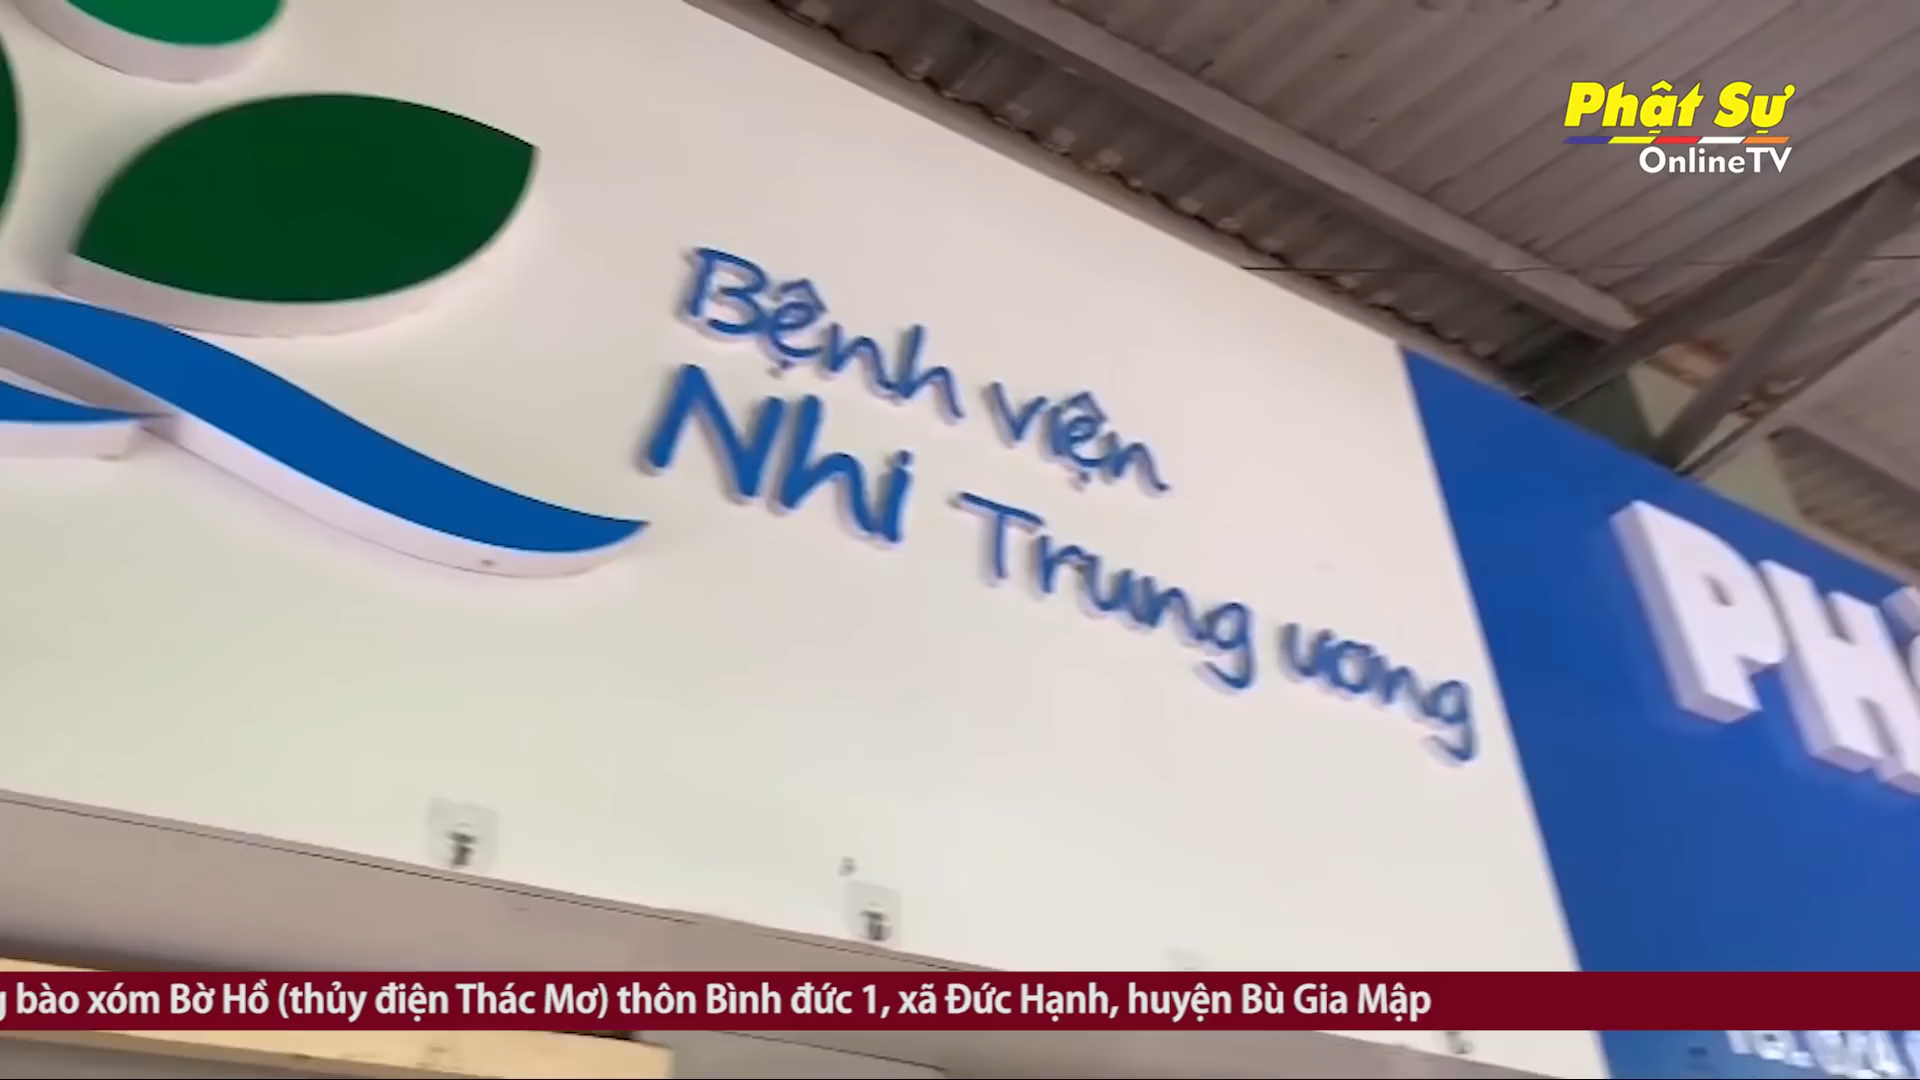 Phật Sự
OnlineTV
Bệnh viện
Nhi Trung ương
bào xóm Bờ Hồ (thủy điện Thác Mơ) thôn Bình đức 1, xã Đức Hạnh, huyện Bù Gia Mập